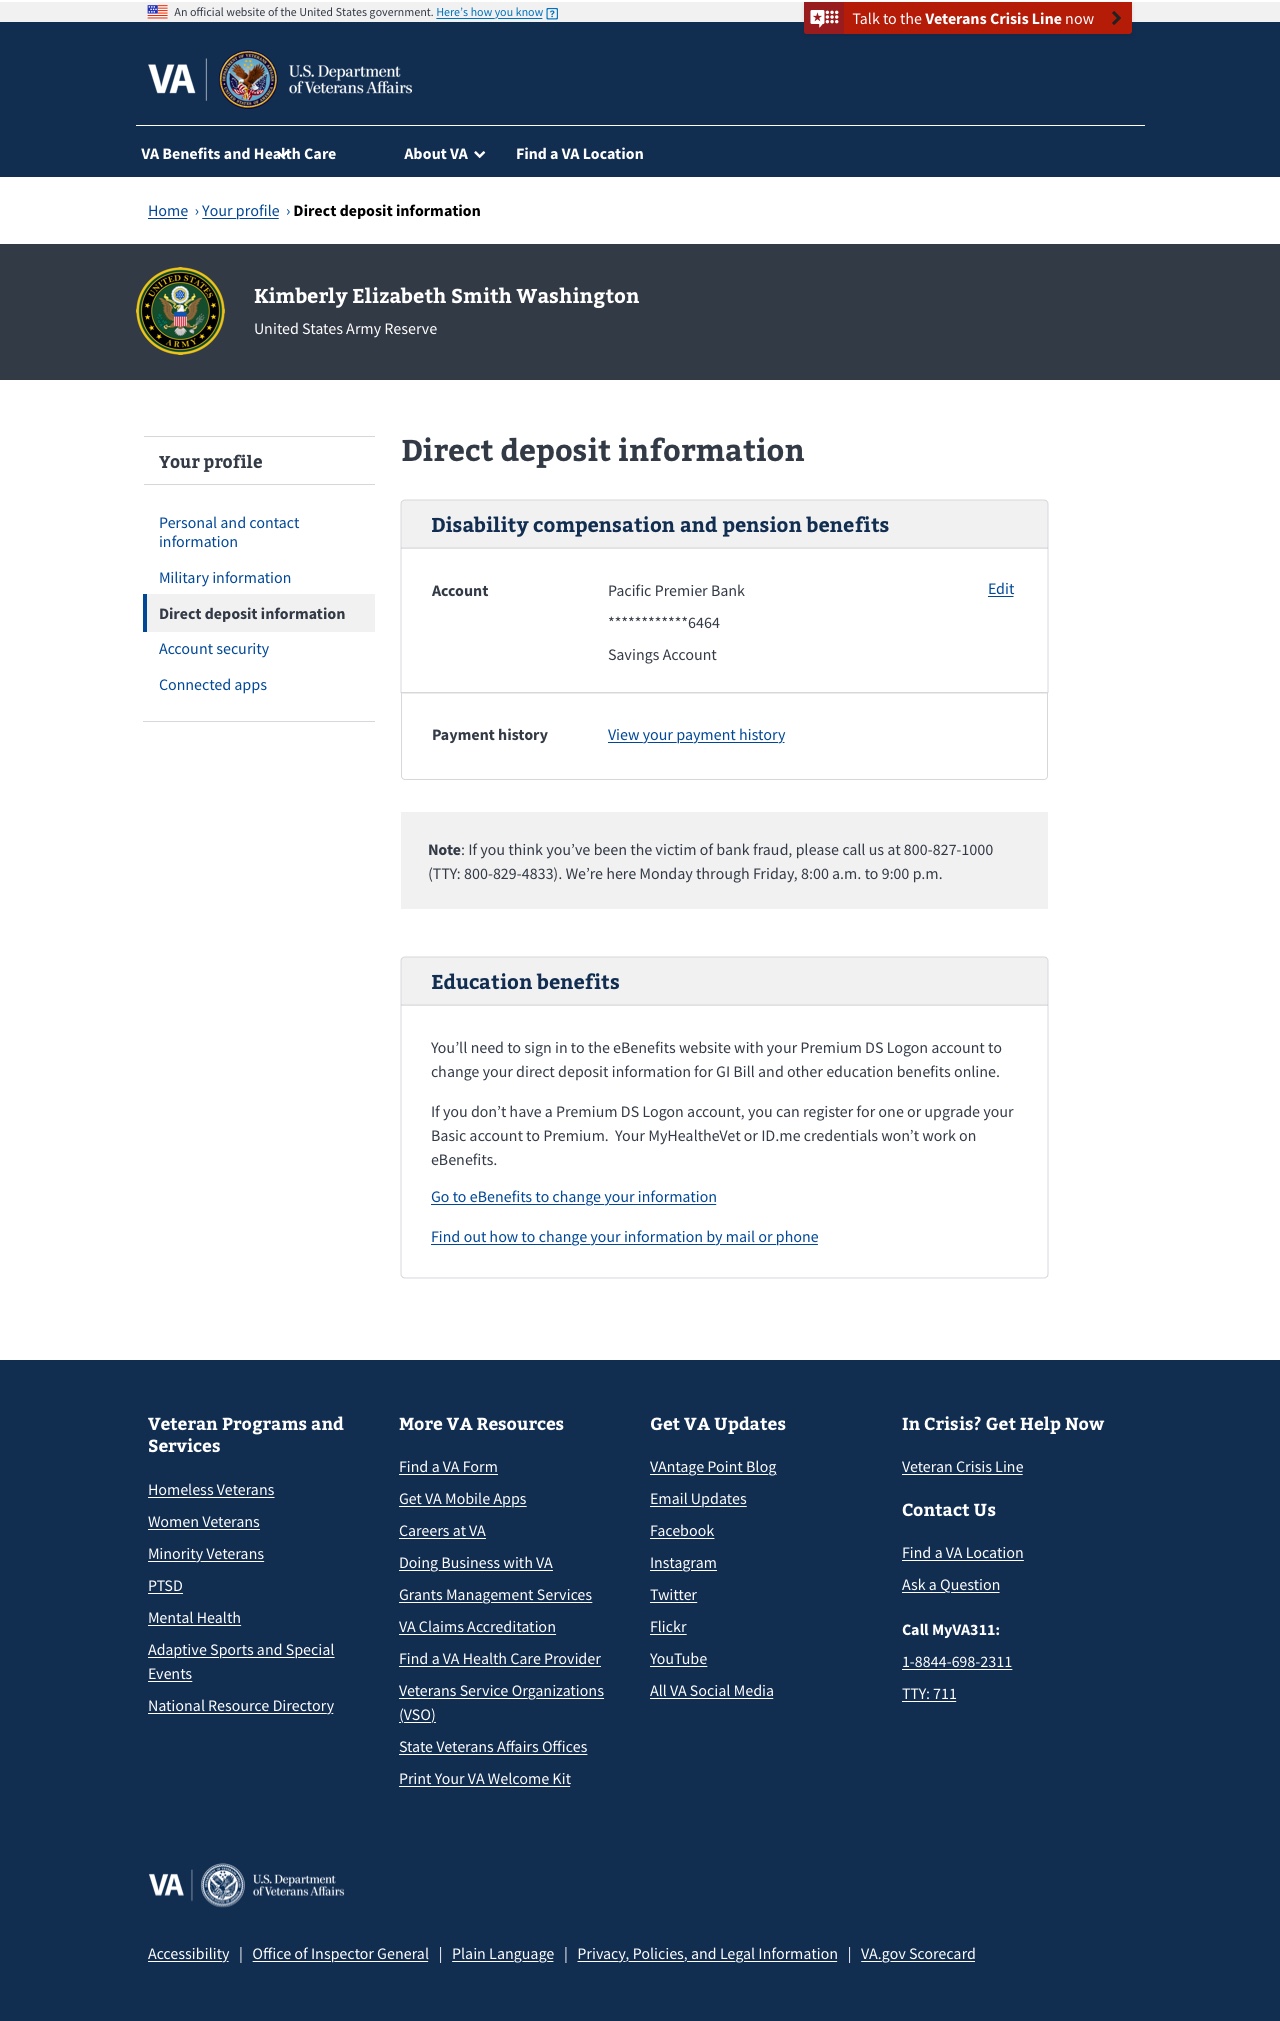 An official website of the United States government. Here's how you know
Talk to the Veterans Crisis Line now
VA
U.S. Department
of Veterans Affairs
VA Benefits and Health Care
About VA
Find a VA Location
Home › Your profile › Direct deposit information
UNITED STATES
ARMY
Kimberly Elizabeth Smith Washington
United States Army Reserve
Your profile
Personal and contact
information
Military information
Direct deposit information
Account security
Connected apps
Direct deposit information
Disability compensation and pension benefits
Account
Pacific Premier Bank
Edit
************6464
Savings Account
Payment history
View your payment history
Note: If you think you’ve been the victim of bank fraud, please call us at 800-827-1000
(TTY: 800-829-4833). We’re here Monday through Friday, 8:00 a.m. to 9:00 p.m.
Education benefits
You’ll need to sign in to the eBenefits website with your Premium DS Logon account to
change your direct deposit information for GI Bill and other education benefits online.
If you don’t have a Premium DS Logon account, you can register for one or upgrade your
Basic account to Premium.  Your MyHealtheVet or ID.me credentials won’t work on
eBenefits.
Go to eBenefits to change your information
Find out how to change your information by mail or phone
Veteran Programs and
Services
Homeless Veterans
Women Veterans
Minority Veterans
PTSD
Mental Health
Adaptive Sports and Special
Events
National Resource Directory
More VA Resources
Find a VA Form
Get VA Mobile Apps
Careers at VA
Doing Business with VA
Grants Management Services
VA Claims Accreditation
Find a VA Health Care Provider
Veterans Service Organizations
(VSO)
State Veterans Affairs Offices
Print Your VA Welcome Kit
Get VA Updates
VAntage Point Blog
Email Updates
Facebook
Instagram
Twitter
Flickr
YouTube
All VA Social Media
In Crisis? Get Help Now
Veteran Crisis Line
Contact Us
Find a VA Location
Ask a Question
Call MyVA311:
1-8844-698-2311
TTY: 711
VA
U.S. Department
of Veterans Affairs
Accessibility | Office of Inspector General | Plain Language | Privacy, Policies, and Legal Information | VA.gov Scorecard